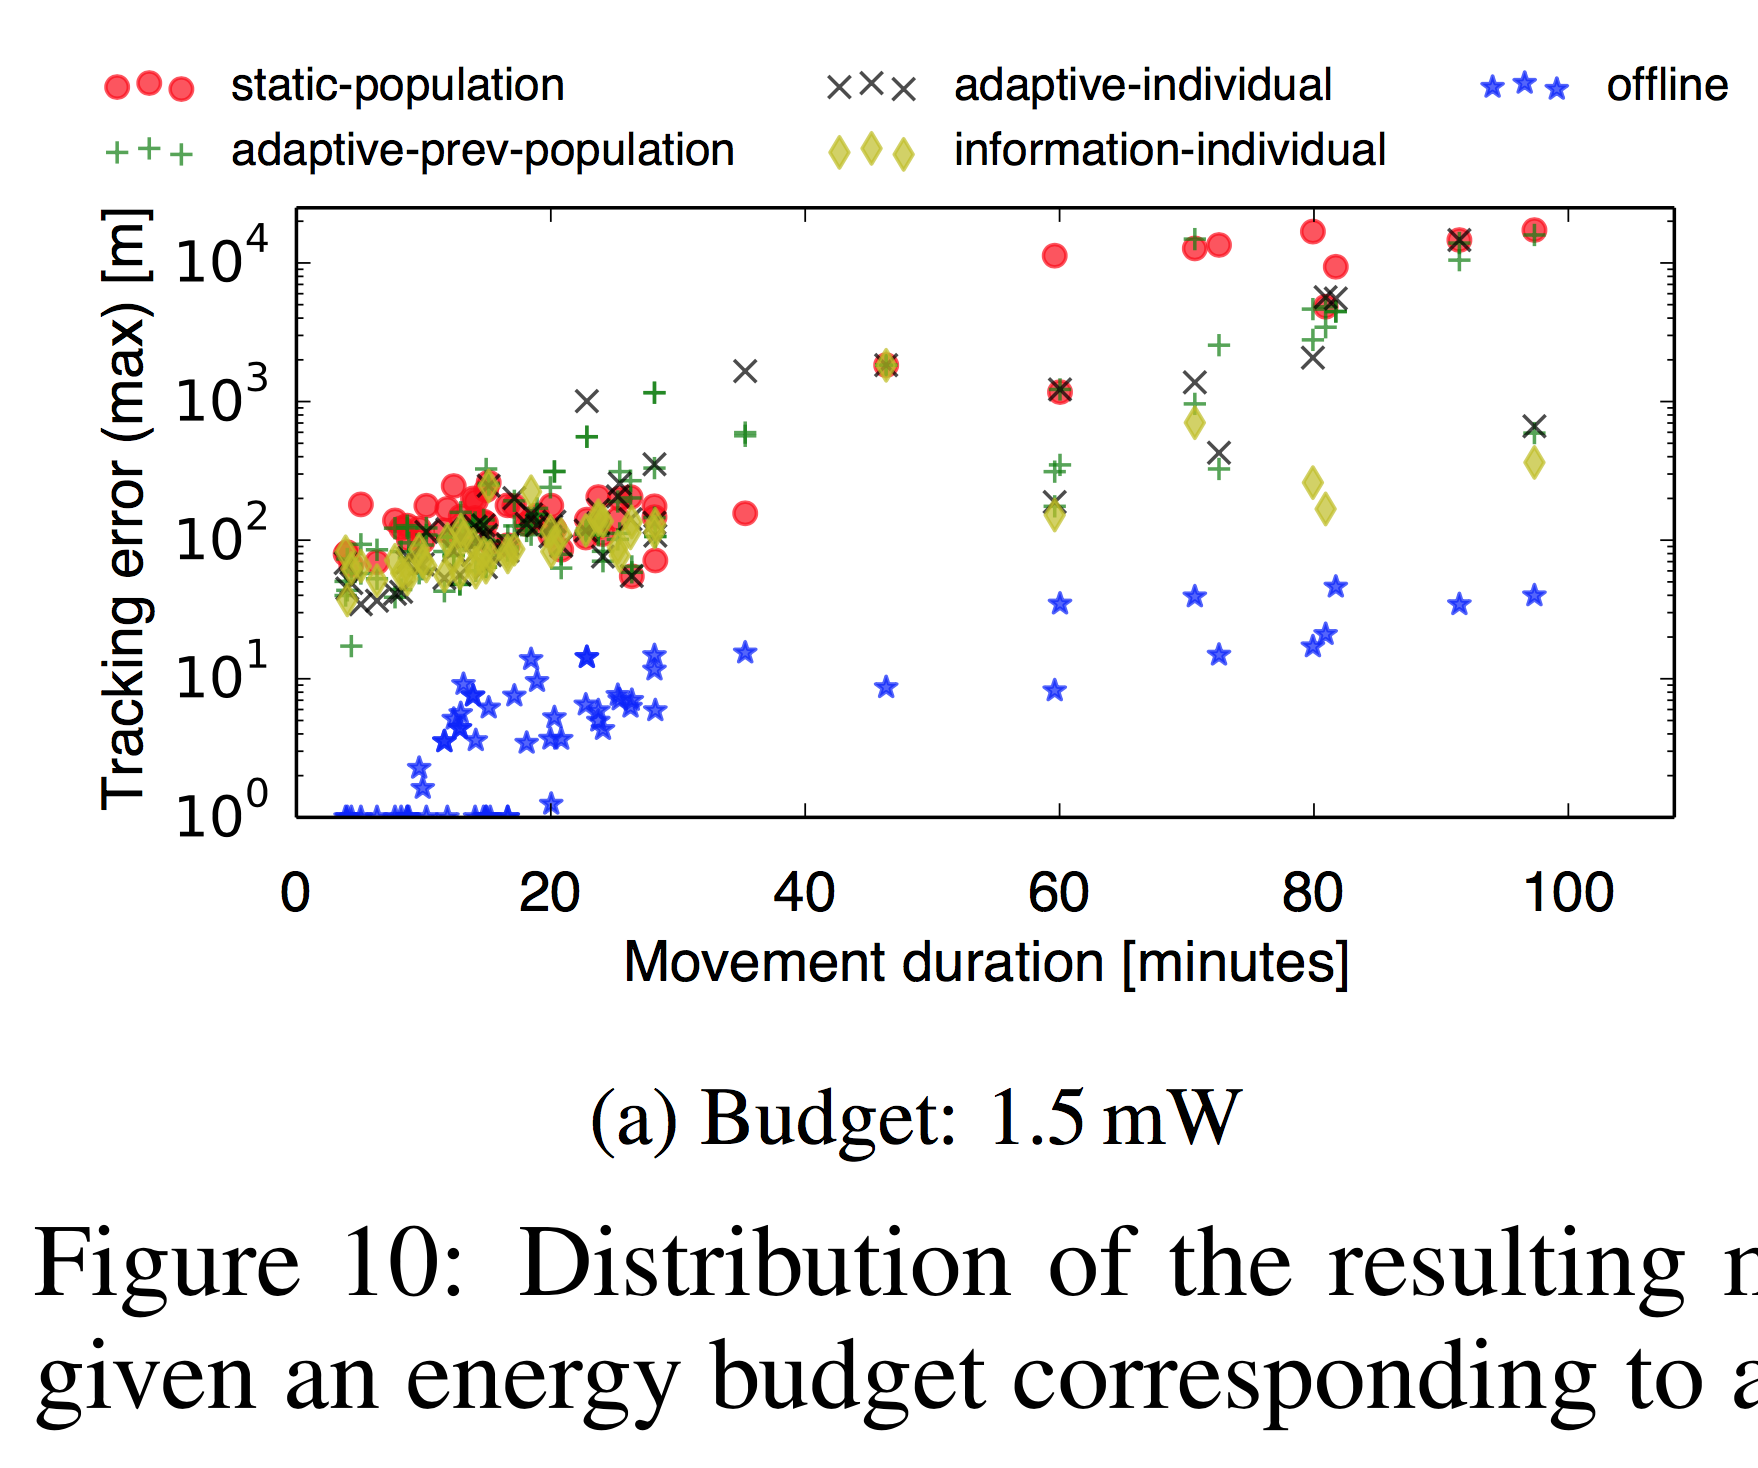 static-population adaptive-individual offline
adaptive-prev-population information-individual
Tracking error (max) [m]
10^4
10^3
10^2
10^1
10^0
0 20 40 60 80 100
Movement duration [minutes]
(a) Budget: 1.5 mW
Figure 10: Distribution of the resulting
given an energy budget corresponding to a